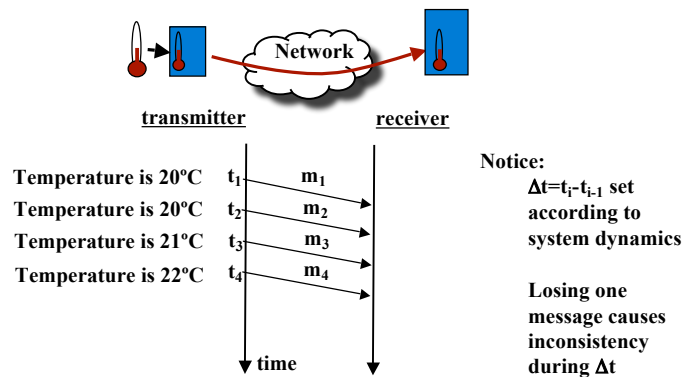 Network
transmitter
receiver
Notice:
Temperature is 20ºC t₁ m₁
Δt=tᵢ-tᵢ₋₁ set
Temperature is 20ºC t₂ m₂
according to
Temperature is 21ºC t₃ m₃
system dynamics
Temperature is 22ºC t₄ m₄
Losing one
message causes
inconsistency
time
during Δt